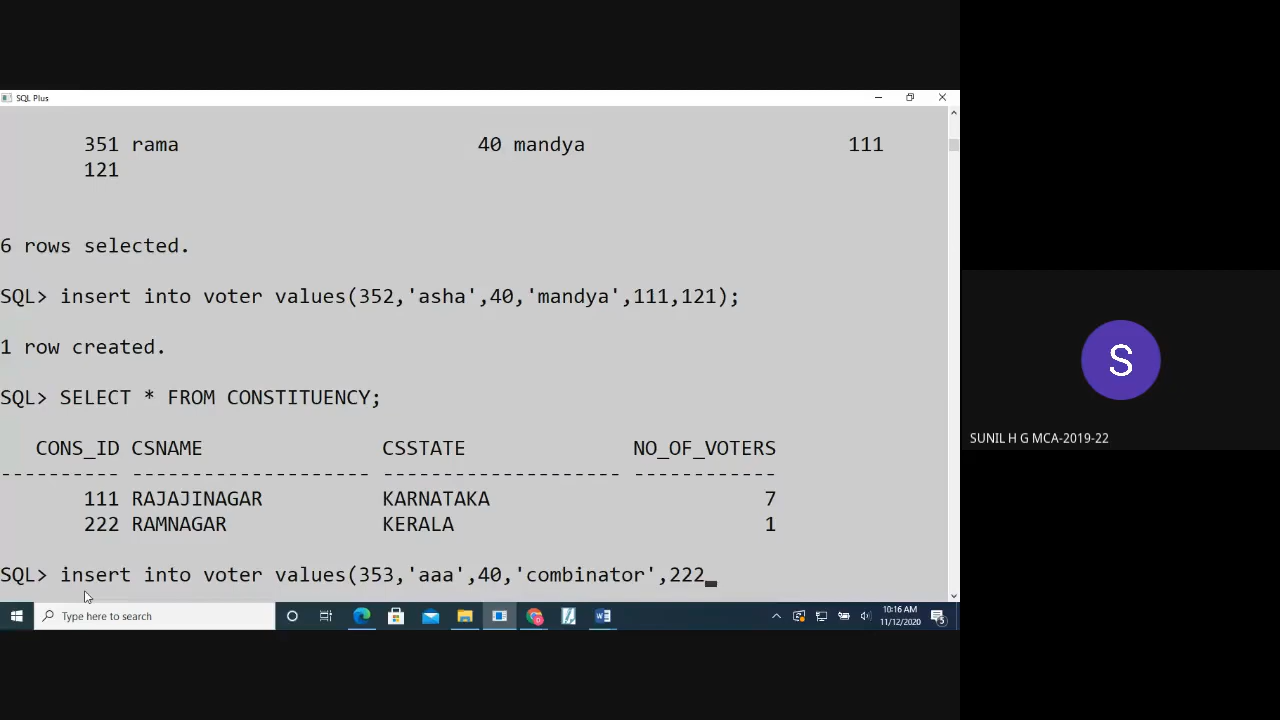 SQL Plus
351 rama 40 mandya 111
121
6 rows selected.
SQL> insert into voter values(352,'asha',40,'mandya',111,121);
1 row created.
SQL> SELECT * FROM CONSTITUENCY;
CONS_ID CSNAME CSSTATE NO_OF_VOTERS
---------- -------------------- -------------------- ------------
111 RAJAJINAGAR KARNATAKA 7
222 RAMNAGAR KERALA 1
SQL> insert into voter values(353,'aaa',40,'combinator',222_
Type here to search
10:16 AM
11/12/2020
5
S
SUNIL H G MCA-2019-22